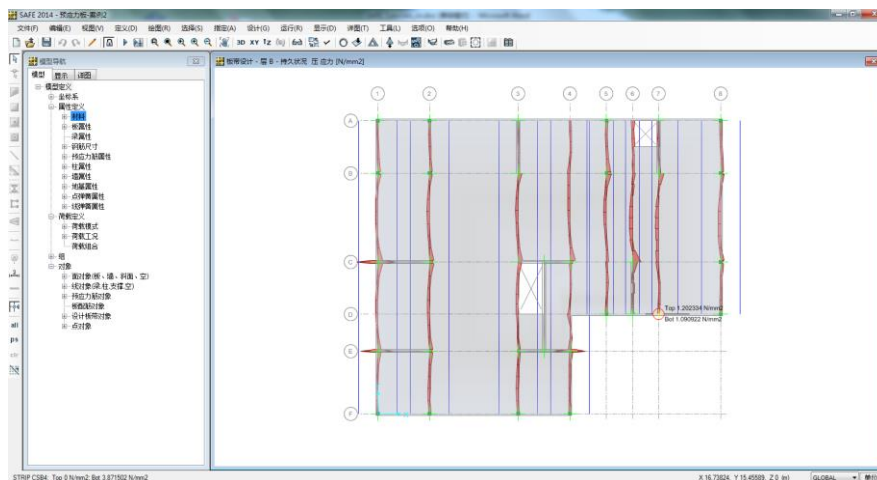 SAFE 2014 - 预应力板-案例2
文件(F) 编辑(E) 视图(V) 定义(D) 绘图(R) 选择(S) 指定(A) 设计(G) 运行(R) 显示(D) 详图(T) 工具(L) 选项(O) 帮助(H)
3D XY
模型导航
板带设计 - 层 B - 持久状况 压 应力 [N/mm2]
模型 显示 详图
模型定义
坐标系
属性定义
材料
板属性
梁属性
钢筋尺寸
预应力筋属性
柱属性
墙属性
地基属性
点弹簧属性
线弹簧属性
荷载定义
荷载模式
荷载工况
荷载组合
组
对象
面对象(板、墙、斜面、空)
线对象(梁,柱,支撑,空)
预应力筋对象
板配筋对象
设计板带对象
点对象
all
ps
clr
1 2 3 4 5 6 7 8
A
B
C
D
E
F
Top 1.202334 N/mm2
Bot 1.090922 N/mm2
STRIP CSB4: Top 0 N/mm2; Bot 3.871502 N/mm2
X 16.73824, Y 15.45589, Z 0 (m)
GLOBAL